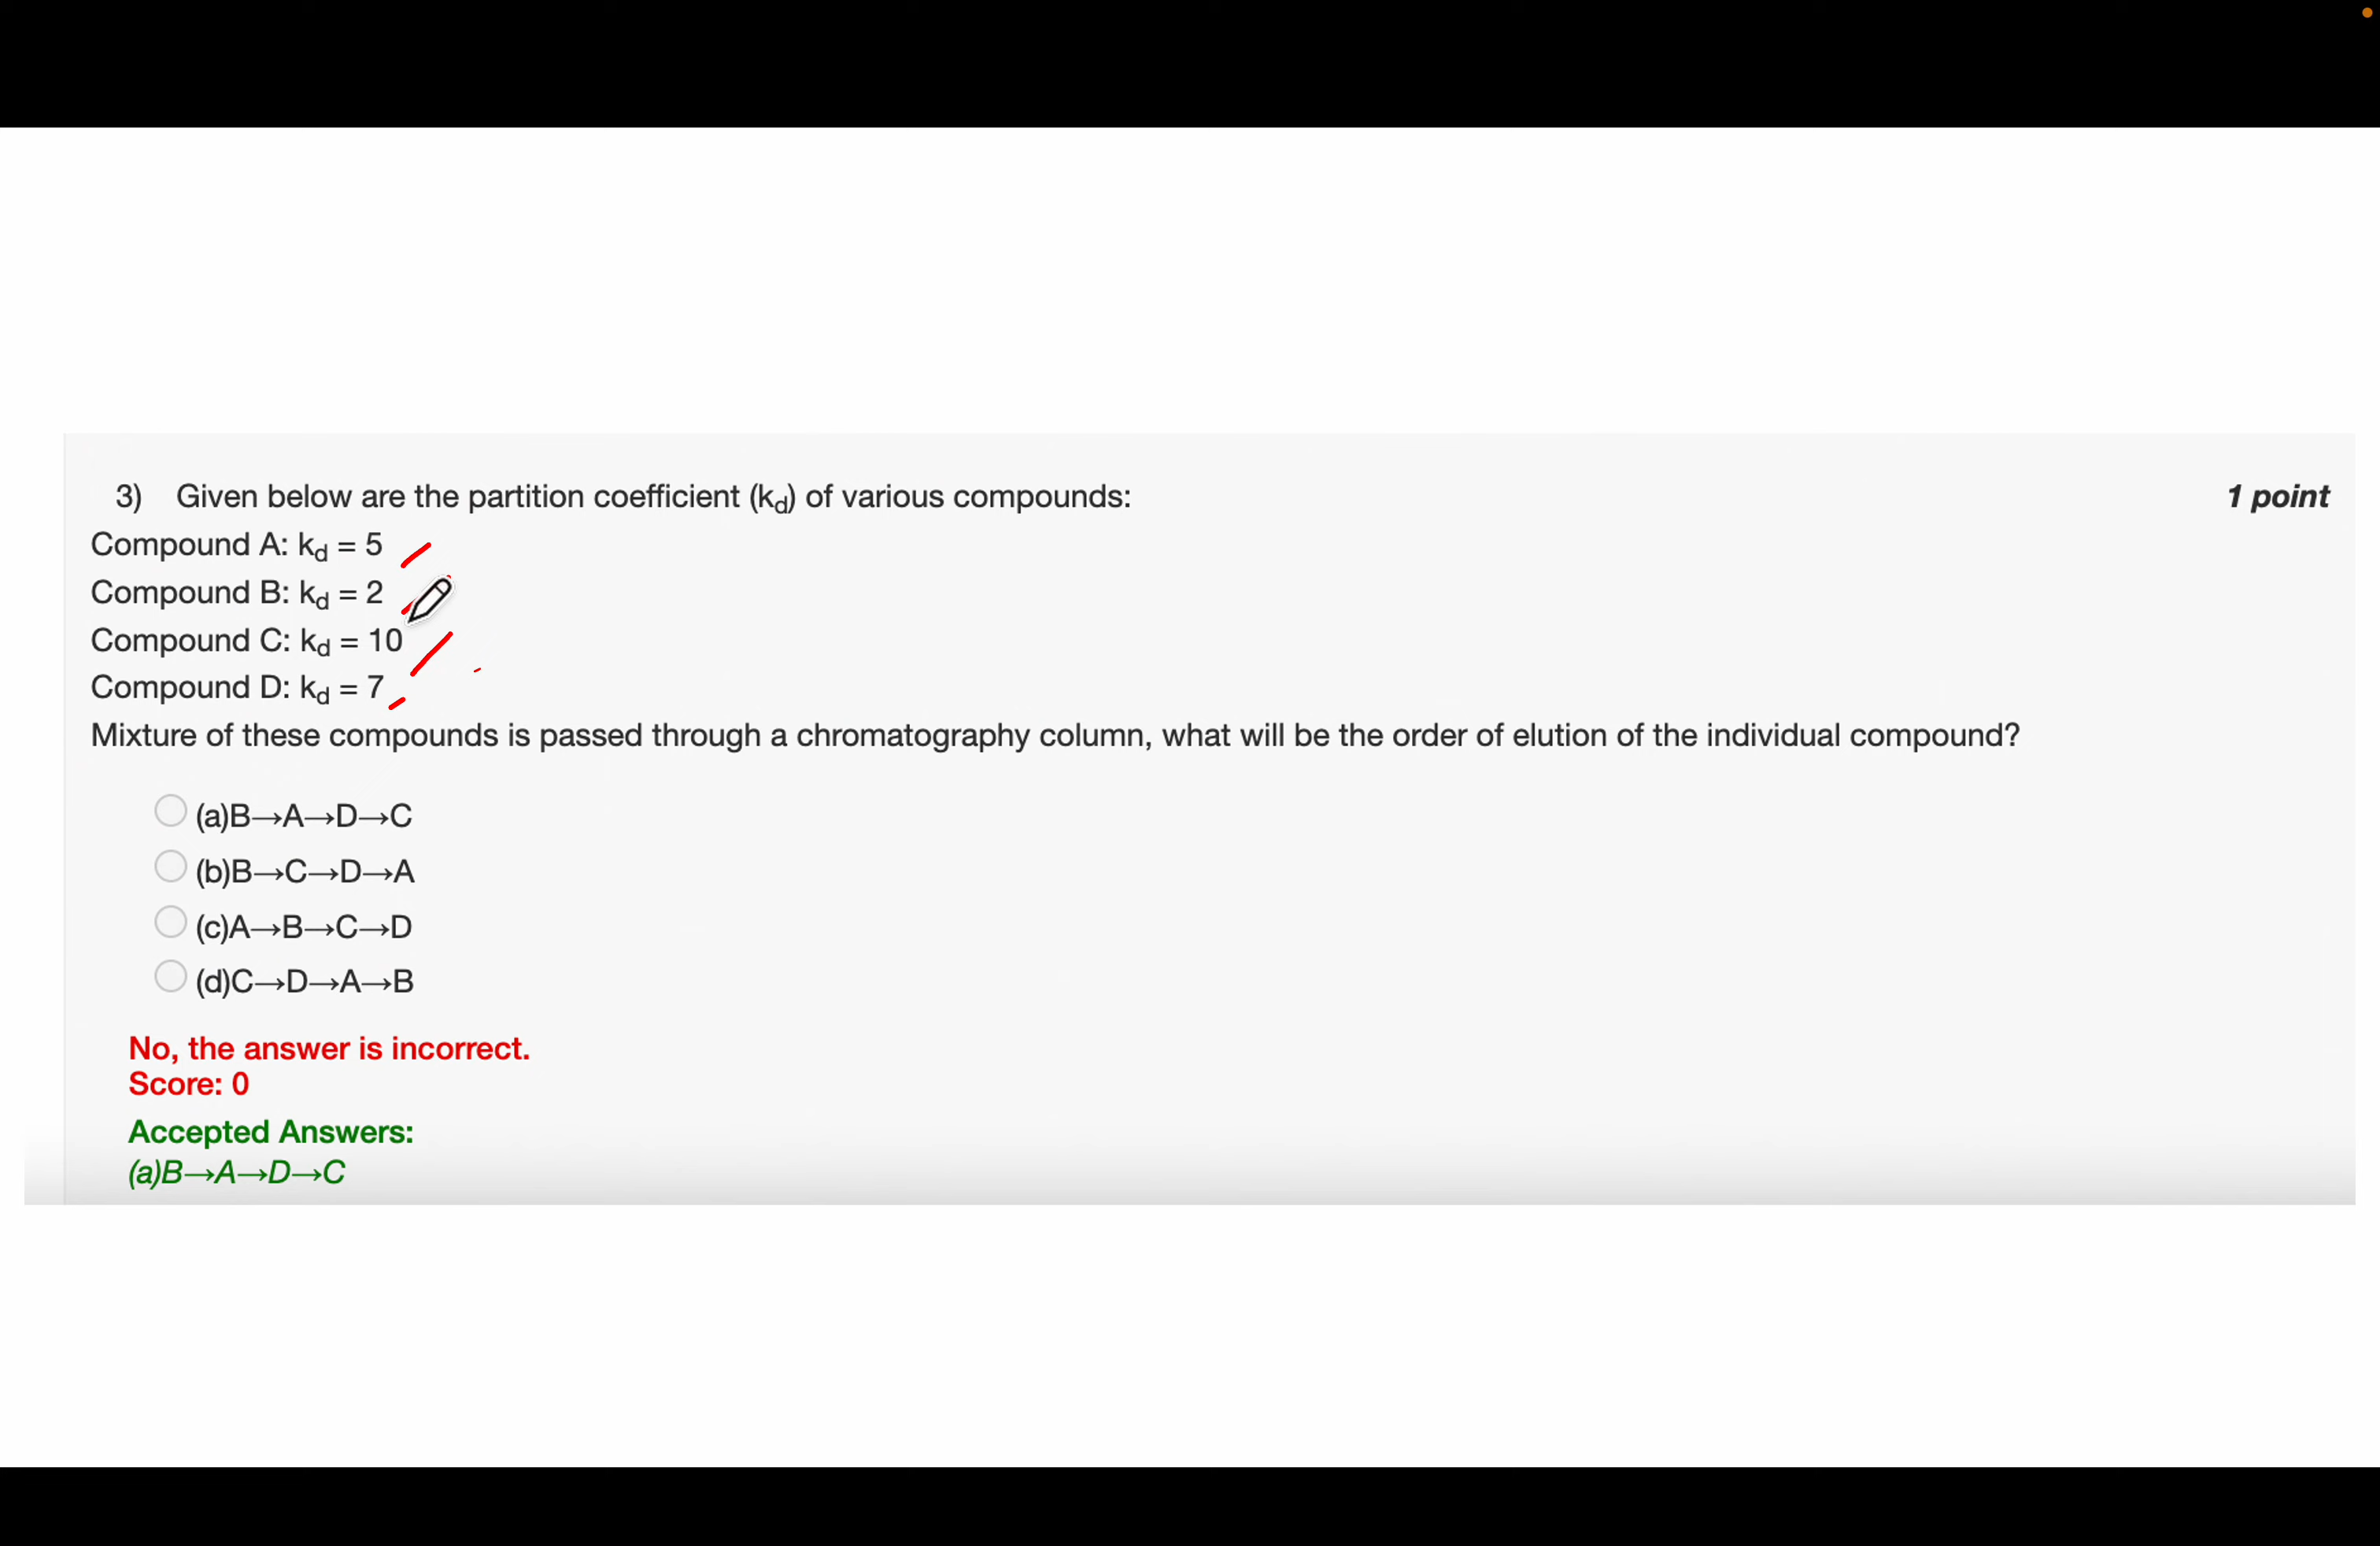 3) Given below are the partition coefficient (kd) of various compounds:
1 point
Compound A: kd = 5
Compound B: kd = 2
Compound C: kd = 10
Compound D: kd = 7
Mixture of these compounds is passed through a chromatography column, what will be the order of elution of the individual compound?
(a)B→A→D→C
(b)B→C→D→A
(c)A→B→C→D
(d)C→D→A→B
No, the answer is incorrect.
Score: 0
Accepted Answers:
(a)B→A→D→C